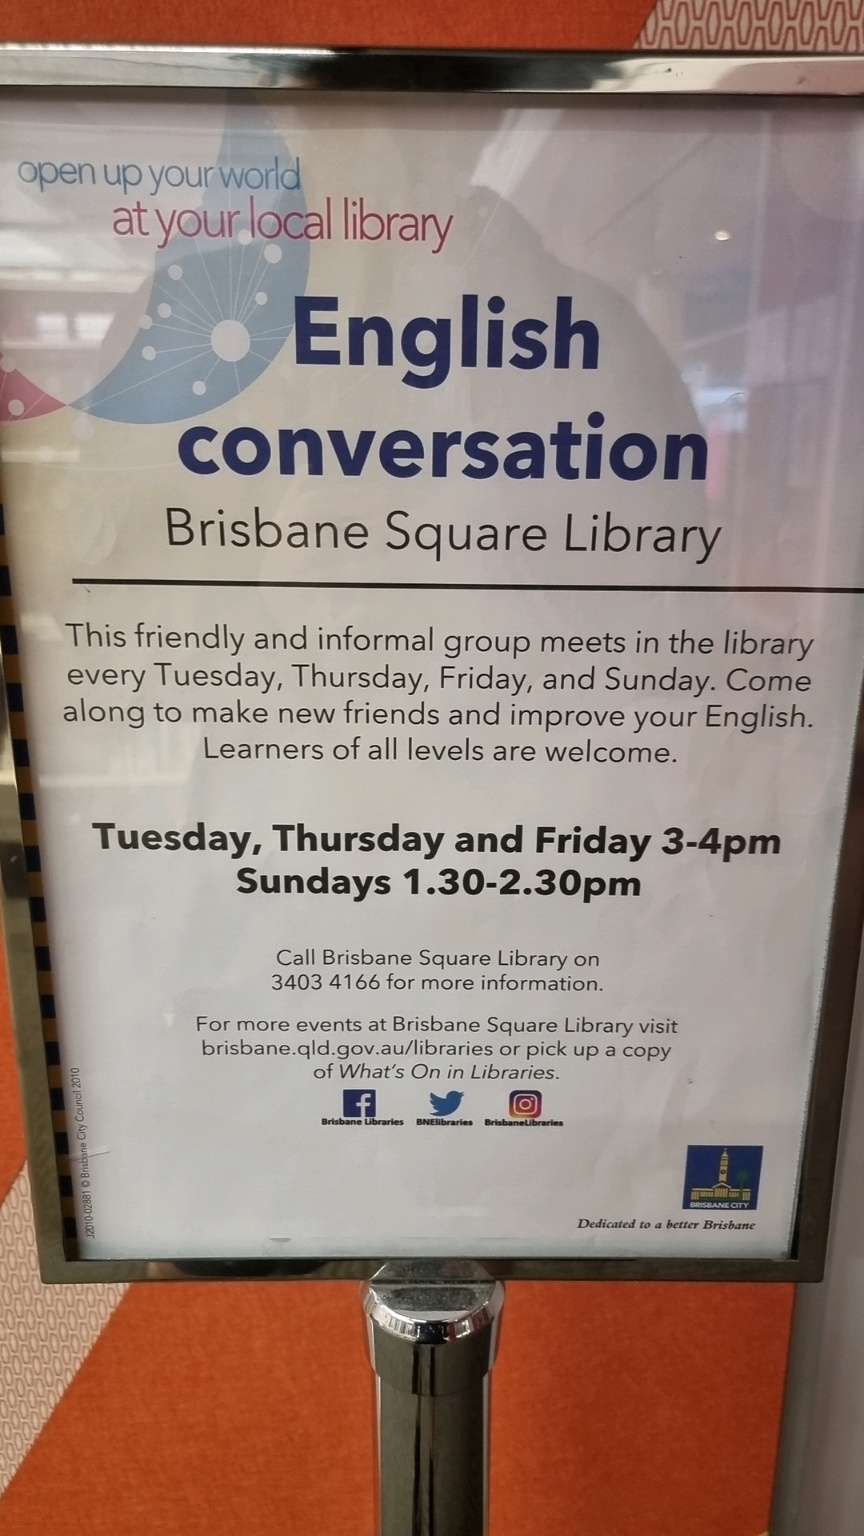 open up your world
at your local library
English
conversation
Brisbane Square Library
This friendly and informal group meets in the library
every Tuesday, Thursday, Friday, and Sunday. Come
along to make new friends and improve your English.
Learners of all levels are welcome.
Tuesday, Thursday and Friday 3-4pm
Sundays 1.30-2.30pm
Call Brisbane Square Library on
3403 4166 for more information.
For more events at Brisbane Square Library visit
brisbane.qld.gov.au/libraries or pick up a copy
of What's On in Libraries.
Brisbane Libraries BNElibraries BrisbaneLibraries
J2010-02881 © Brisbane City Council 2010
BRISBANE CITY
Dedicated to a better Brisbane